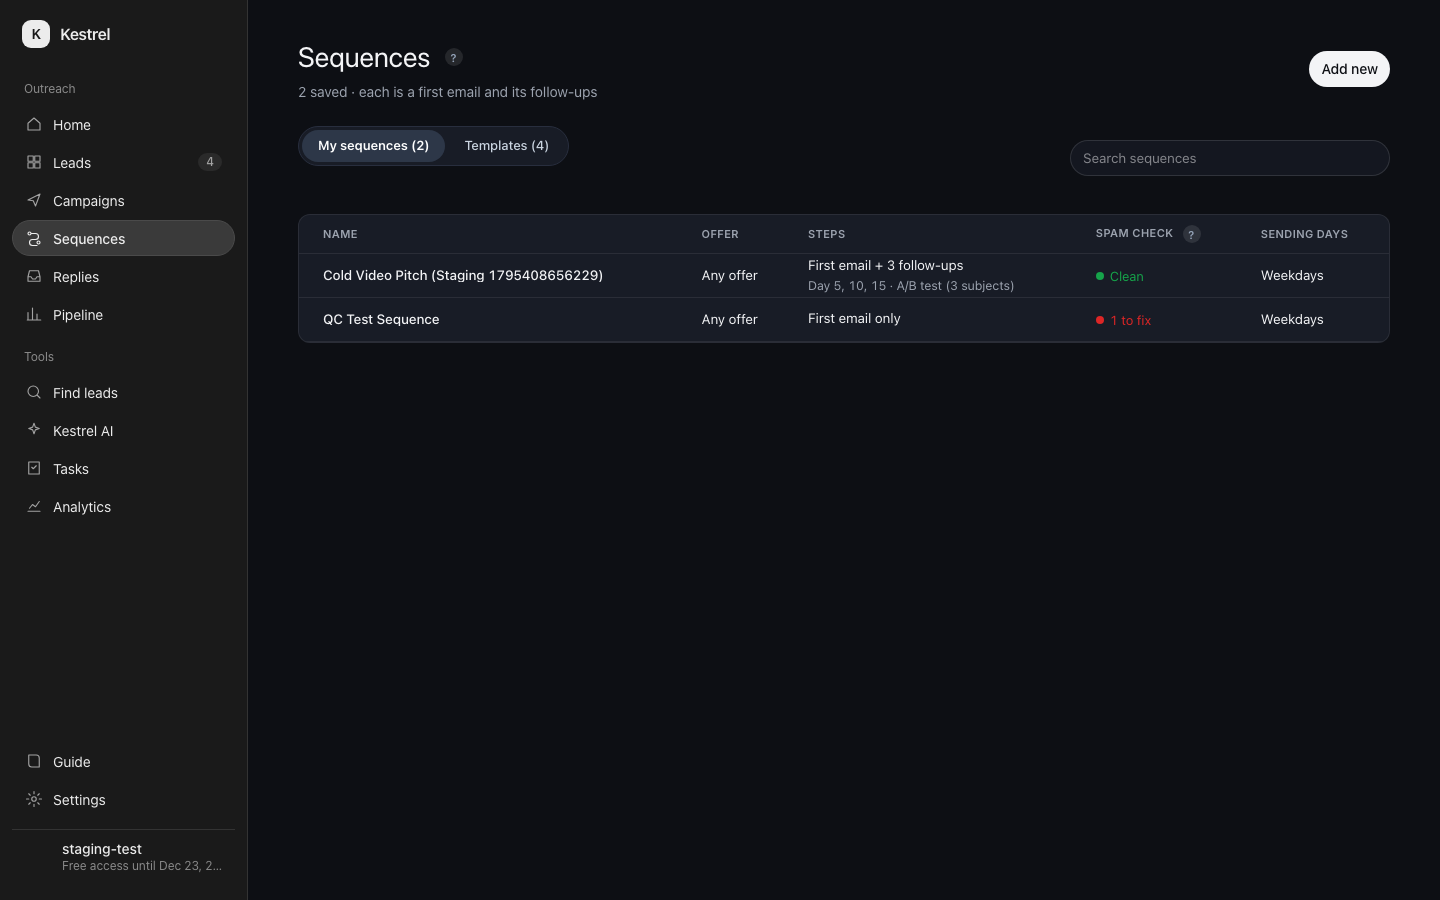 K Kestrel
Outreach
Home
Leads 4
Campaigns
Sequences
Replies
Pipeline
Tools
Find leads
Kestrel AI
Tasks
Analytics
Guide
Settings
staging-test
Free access until Dec 23, 2...
Sequences ?
2 saved · each is a first email and its follow-ups
Add new
My sequences (2) Templates (4)
Search sequences
NAME OFFER STEPS SPAM CHECK ? SENDING DAYS
Cold Video Pitch (Staging 1795408656229) Any offer First email + 3 follow-ups Clean Weekdays
Day 5, 10, 15 · A/B test (3 subjects)
QC Test Sequence Any offer First email only 1 to fix Weekdays